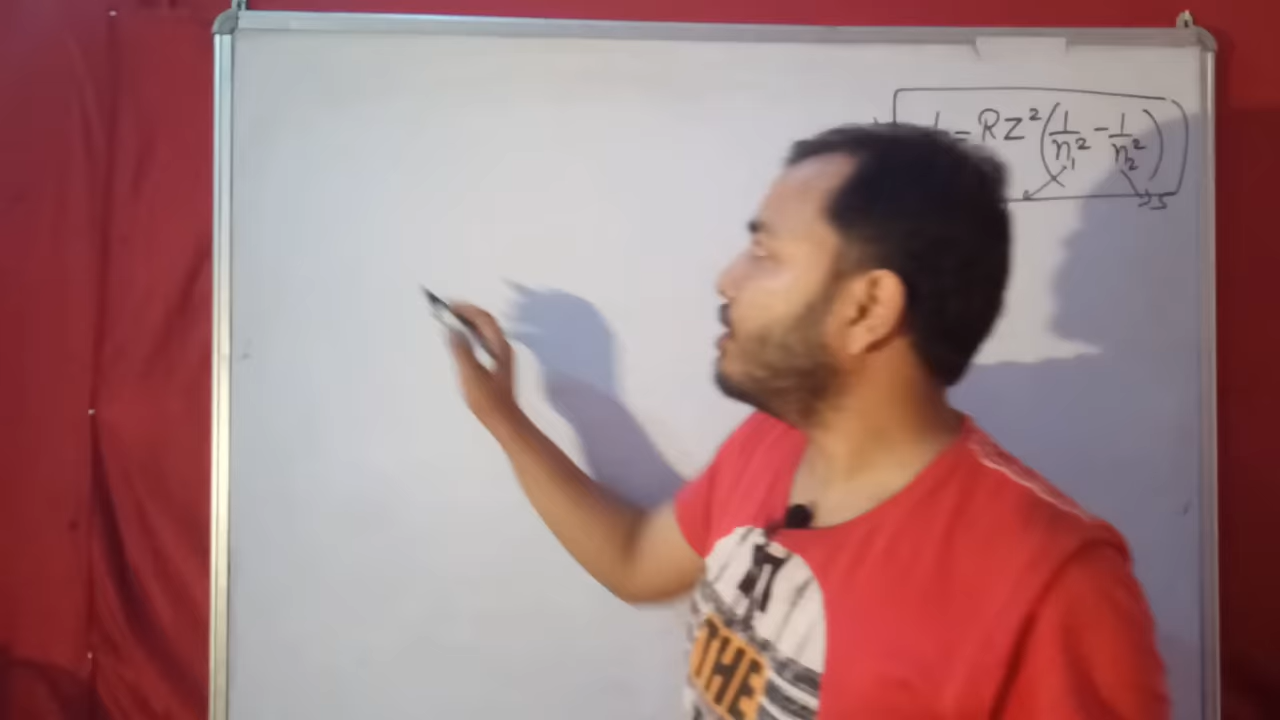 = RZ²(1/n₁² - 1/n₂²)
THE